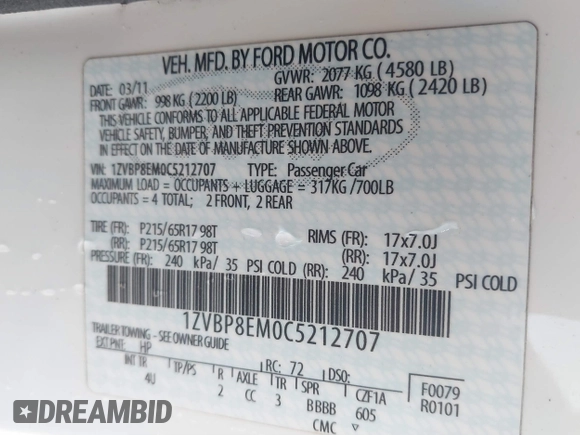 VEH. MFD. BY FORD MOTOR CO.
DATE: 03/11 GVWR: 2077 KG ( 4580 LB)
FRONT GAWR: 998 KG ( 2200 LB) REAR GAWR: 1098 KG ( 2420 LB)
THIS VEHICLE CONFORMS TO ALL APPLICABLE FEDERAL MOTOR
VEHICLE SAFETY, BUMPER, AND THEFT PREVENTION STANDARDS
IN EFFECT ON THE DATE OF MANUFACTURE SHOWN ABOVE.
VIN: 1ZVBP8EM0C5212707 TYPE: Passenger Car
MAXIMUM LOAD = OCCUPANTS + LUGGAGE = 317KG /700LB
OCCUPANTS = 4 TOTAL; 2 FRONT, 2 REAR
TIRE (FR): P215/65R17 98T RIMS (FR): 17x7.0J
(RR): P215/65R17 98T (RR): 17x7.0J
PRESSURE (FR): 240 kPa/ 35 PSI COLD (RR): 240 kPa/ 35 PSI COLD
1ZVBP8EM0C5212707
TRAILER TOWING - SEE OWNER GUIDE
EXT PNT: HP RC: 72 DSO: F0079
INT TR TP/PS R AXLE TR SPR CZF1A R0101
4U 2 CC 3 BBBB 605
CMC
DREAMBID